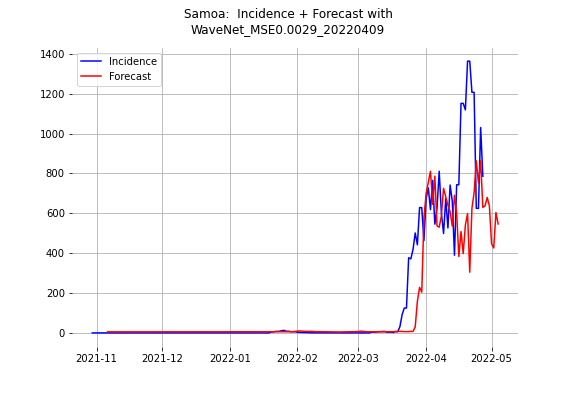 Samoa:  Incidence + Forecast with
WaveNet_MSE0.0029_20220409
Incidence
Forecast
1400
1200
1000
800
600
400
200
0
2021-11 2021-12 2022-01 2022-02 2022-03 2022-04 2022-05